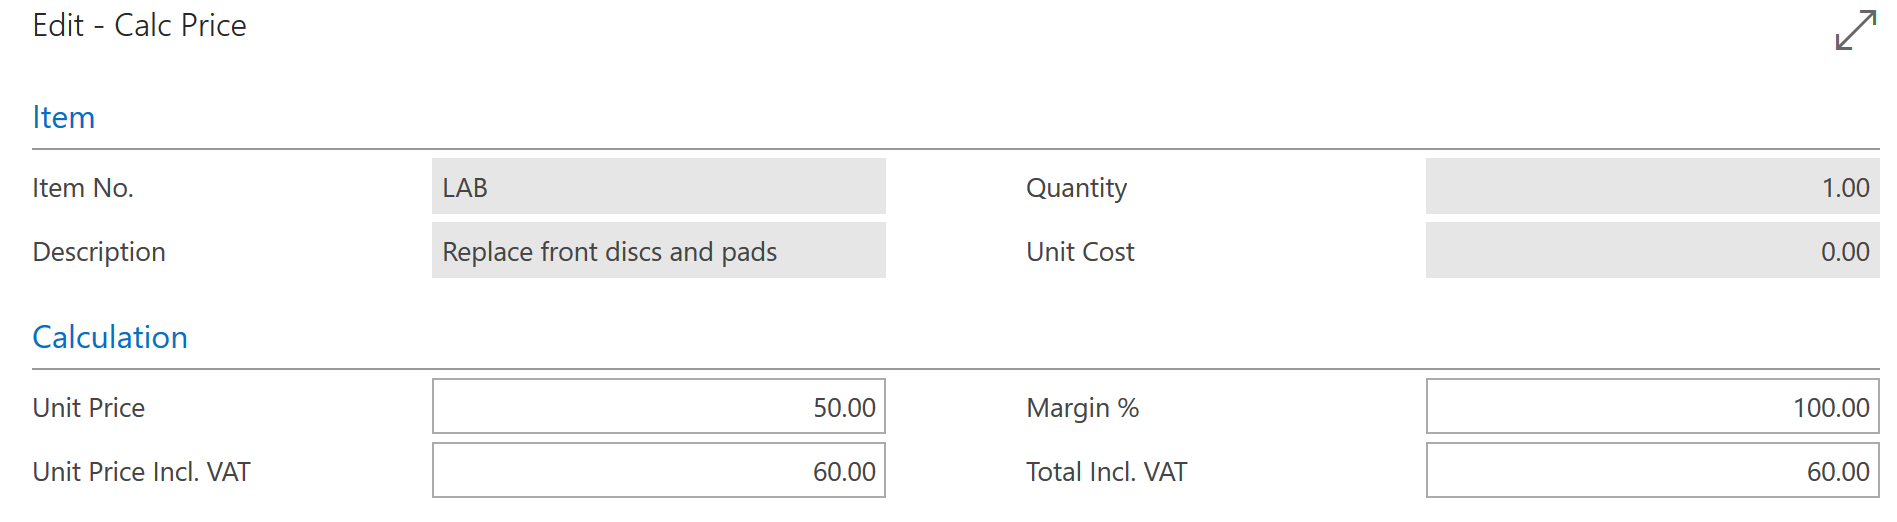 Edit - Calc Price
Item
Item No. LAB Quantity 1.00
Description Replace front discs and pads Unit Cost 0.00
Calculation
Unit Price 50.00 Margin % 100.00
Unit Price Incl. VAT 60.00 Total Incl. VAT 60.00